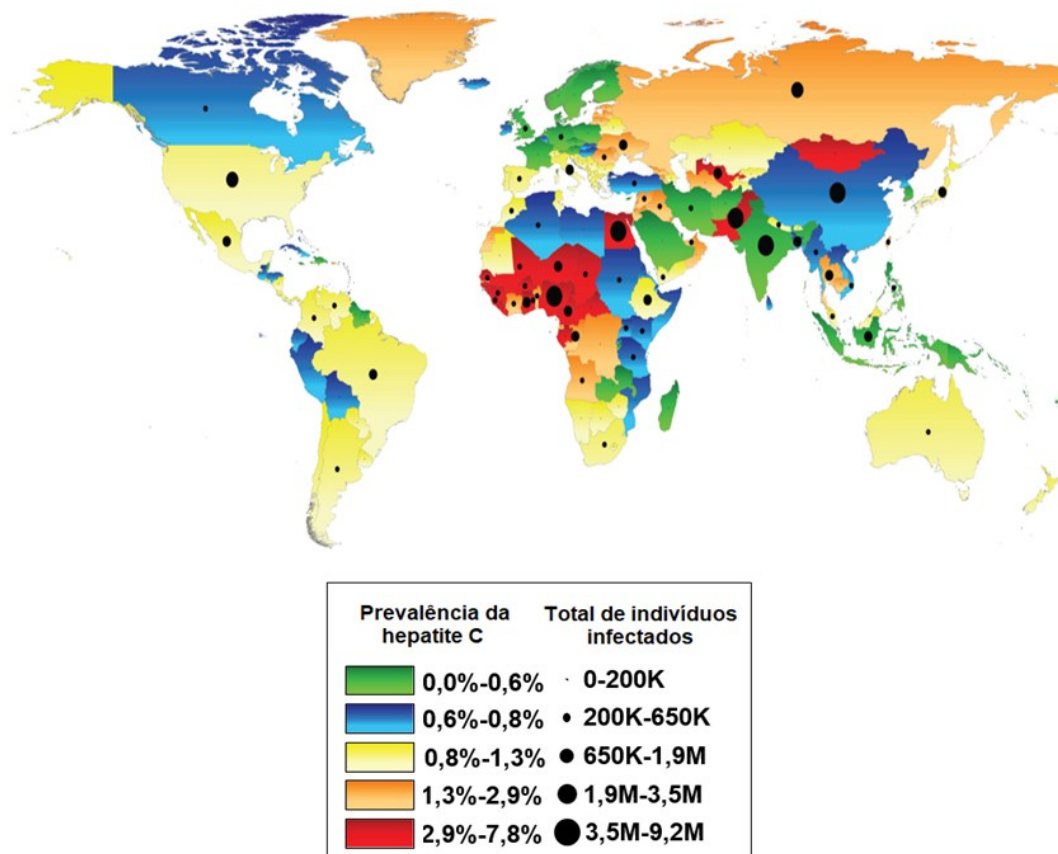 Prevalência da
hepatite C
0,0%-0,6%
0,6%-0,8%
0,8%-1,3%
1,3%-2,9%
2,9%-7,8%
Total de indivíduos
infectados
0-200K
200K-650K
650K-1,9M
1,9M-3,5M
3,5M-9,2M